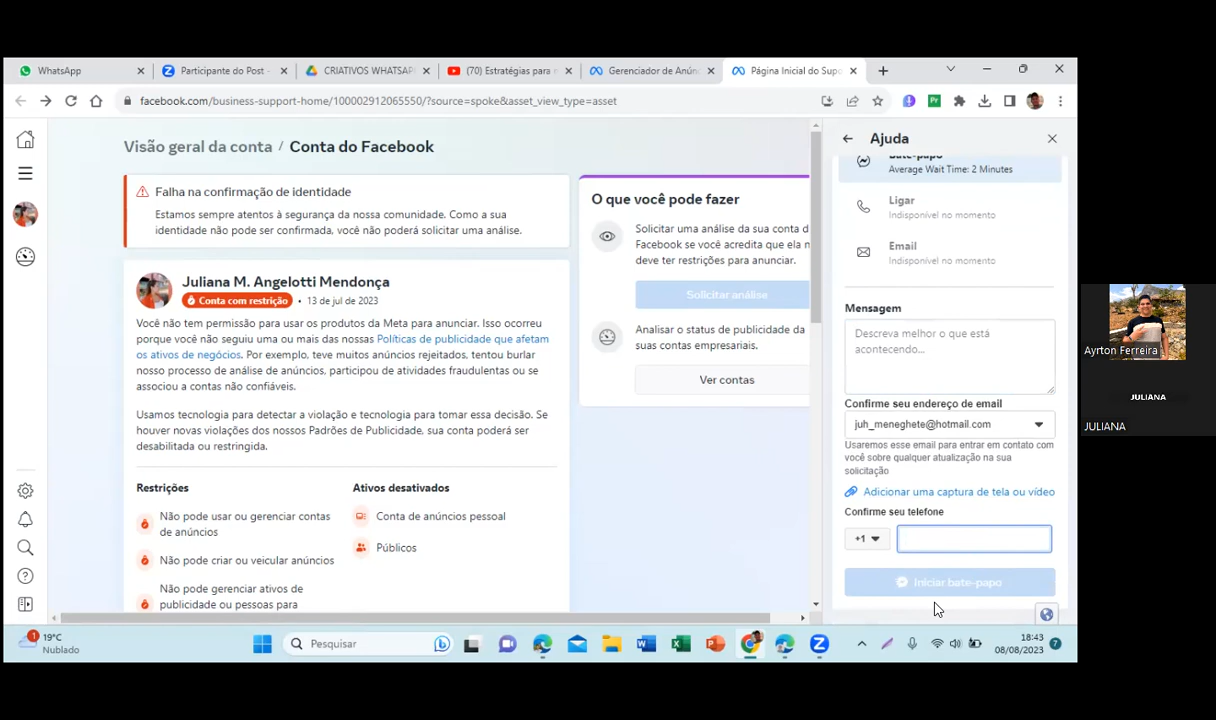 WhatsApp
Participante do Post -
CRIATIVOS WHATSAP
(70) Estratégias para
Gerenciador de Anún
Página Inicial do Supo
facebook.com/business-support-home/100002912065550/?source=spoke&asset_view_type=asset
Visão geral da conta / Conta do Facebook
Falha na confirmação de identidade
Estamos sempre atentos à segurança da nossa comunidade. Como a sua
identidade não pode ser confirmada, você não poderá solicitar uma análise.
Juliana M. Angelotti Mendonça
Conta com restrição • 13 de jul de 2023
Você não tem permissão para usar os produtos da Meta para anunciar. Isso ocorreu
porque você não seguiu uma ou mais das nossas Políticas de publicidade que afetam
os ativos de negócios. Por exemplo, teve muitos anúncios rejeitados, tentou burlar
nosso processo de análise de anúncios, participou de atividades fraudulentas ou se
associou a contas não confiáveis.
Usamos tecnologia para detectar a violação e tecnologia para tomar essa decisão. Se
houver novas violações dos nossos Padrões de Publicidade, sua conta poderá ser
desabilitada ou restringida.
Restrições
Não pode usar ou gerenciar contas
de anúncios
Não pode criar ou veicular anúncios
Não pode gerenciar ativos de
publicidade ou pessoas para
Ativos desativados
Conta de anúncios pessoal
Públicos
O que você pode fazer
Solicitar uma análise da sua conta d
Facebook se você acredita que ela n
deve ter restrições para anunciar.
Solicitar análise
Analisar o status de publicidade da
suas contas empresariais.
Ver contas
Ajuda
Bate-papo
Average Wait Time: 2 Minutes
Ligar
Indisponível no momento
Email
Indisponível no momento
Mensagem
Descreva melhor o que está
acontecendo...
Confirme seu endereço de email
juh_meneghete@hotmail.com
Usaremos esse email para entrar em contato com
você sobre qualquer atualização na sua
solicitação
Adicionar uma captura de tela ou vídeo
Confirme seu telefone
+1
Iniciar bate-papo
Ayrton Ferreira
JULIANA
JULIANA
1
19°C
Nublado
Pesquisar
18:43
08/08/2023
7